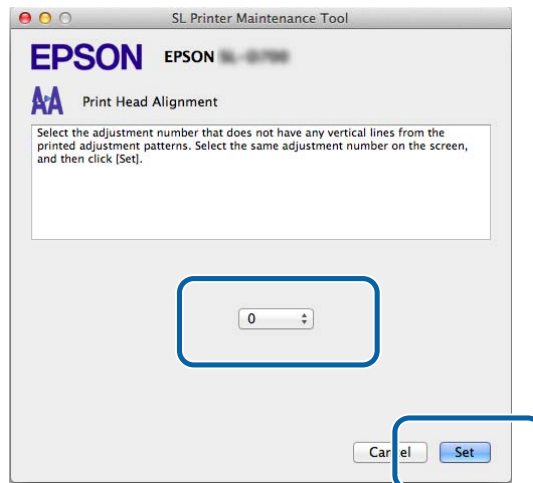 SL Printer Maintenance Tool
EPSON EPSON
Print Head Alignment
Select the adjustment number that does not have any vertical lines from the
printed adjustment patterns. Select the same adjustment number on the screen,
and then click [Set].
0
Cancel Set